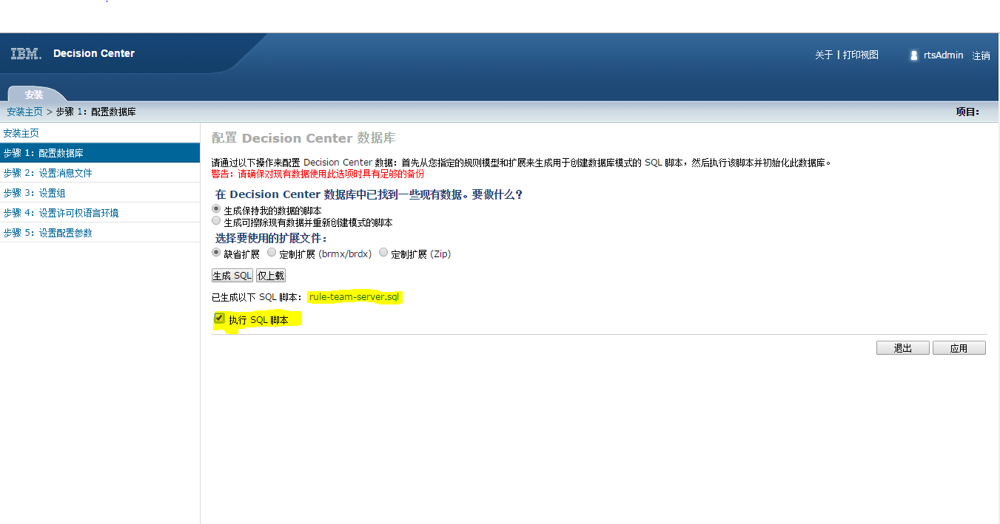 IBM. Decision Center
关于 | 打印视图 rtsAdmin 注销
安装
安装主页 > 步骤 1：配置数据库 项目：
安装主页
步骤 1：配置数据库
步骤 2：设置消息文件
步骤 3：设置组
步骤 4：设置许可权语言环境
步骤 5：设置配置参数
配置 Decision Center 数据库
请通过以下操作来配置 Decision Center 数据：首先从您指定的规则模型和扩展来生成用于创建数据库模式的 SQL 脚本，然后执行该脚本并初始化此数据库。
警告：请确保对现有数据使用此选项时具有足够的备份
在 Decision Center 数据库中已找到一些现有数据。要做什么？
生成保持我的数据的脚本
生成可擦除现有数据并重新创建模式的脚本
选择要使用的扩展文件：
缺省扩展 定制扩展 (brmx/brdx) 定制扩展 (Zip)
生成 SQL 仅上载
已生成以下 SQL 脚本： rule-team-server.sql
执行 SQL 脚本
退出 应用